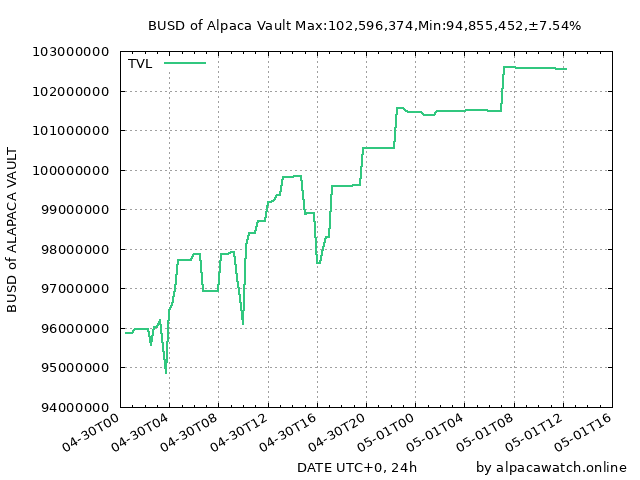 BUSD of Alpaca Vault Max:102,596,374,Min:94,855,452,±7.54%
TVL
103000000
102000000
101000000
100000000
99000000
98000000
97000000
96000000
95000000
94000000
BUSD of ALAPACA VAULT
04-30T00
04-30T04
04-30T08
04-30T12
04-30T16
04-30T20
05-01T00
05-01T04
05-01T08
05-01T12
05-01T16
DATE UTC+0, 24h
by alpacawatch.online